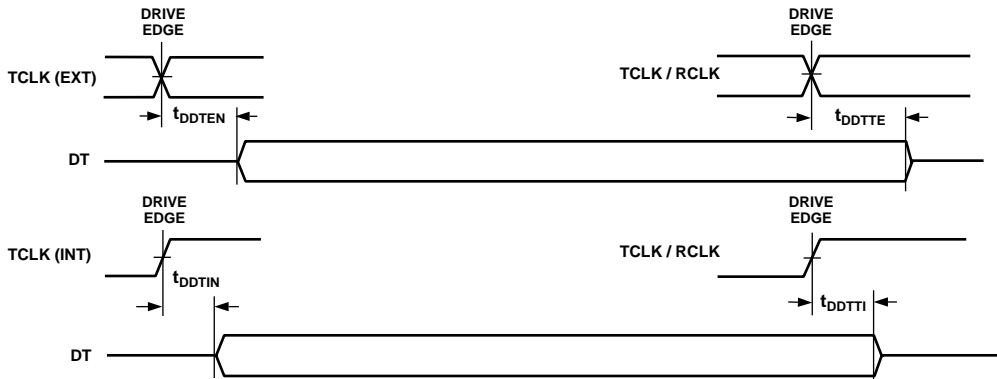 DRIVE
EDGE
DRIVE
EDGE
TCLK (EXT)
TCLK / RCLK
tDDTEN
tDDTTE
DT
DRIVE
EDGE
DRIVE
EDGE
TCLK (INT)
TCLK / RCLK
tDDTIN
tDDTTI
DT